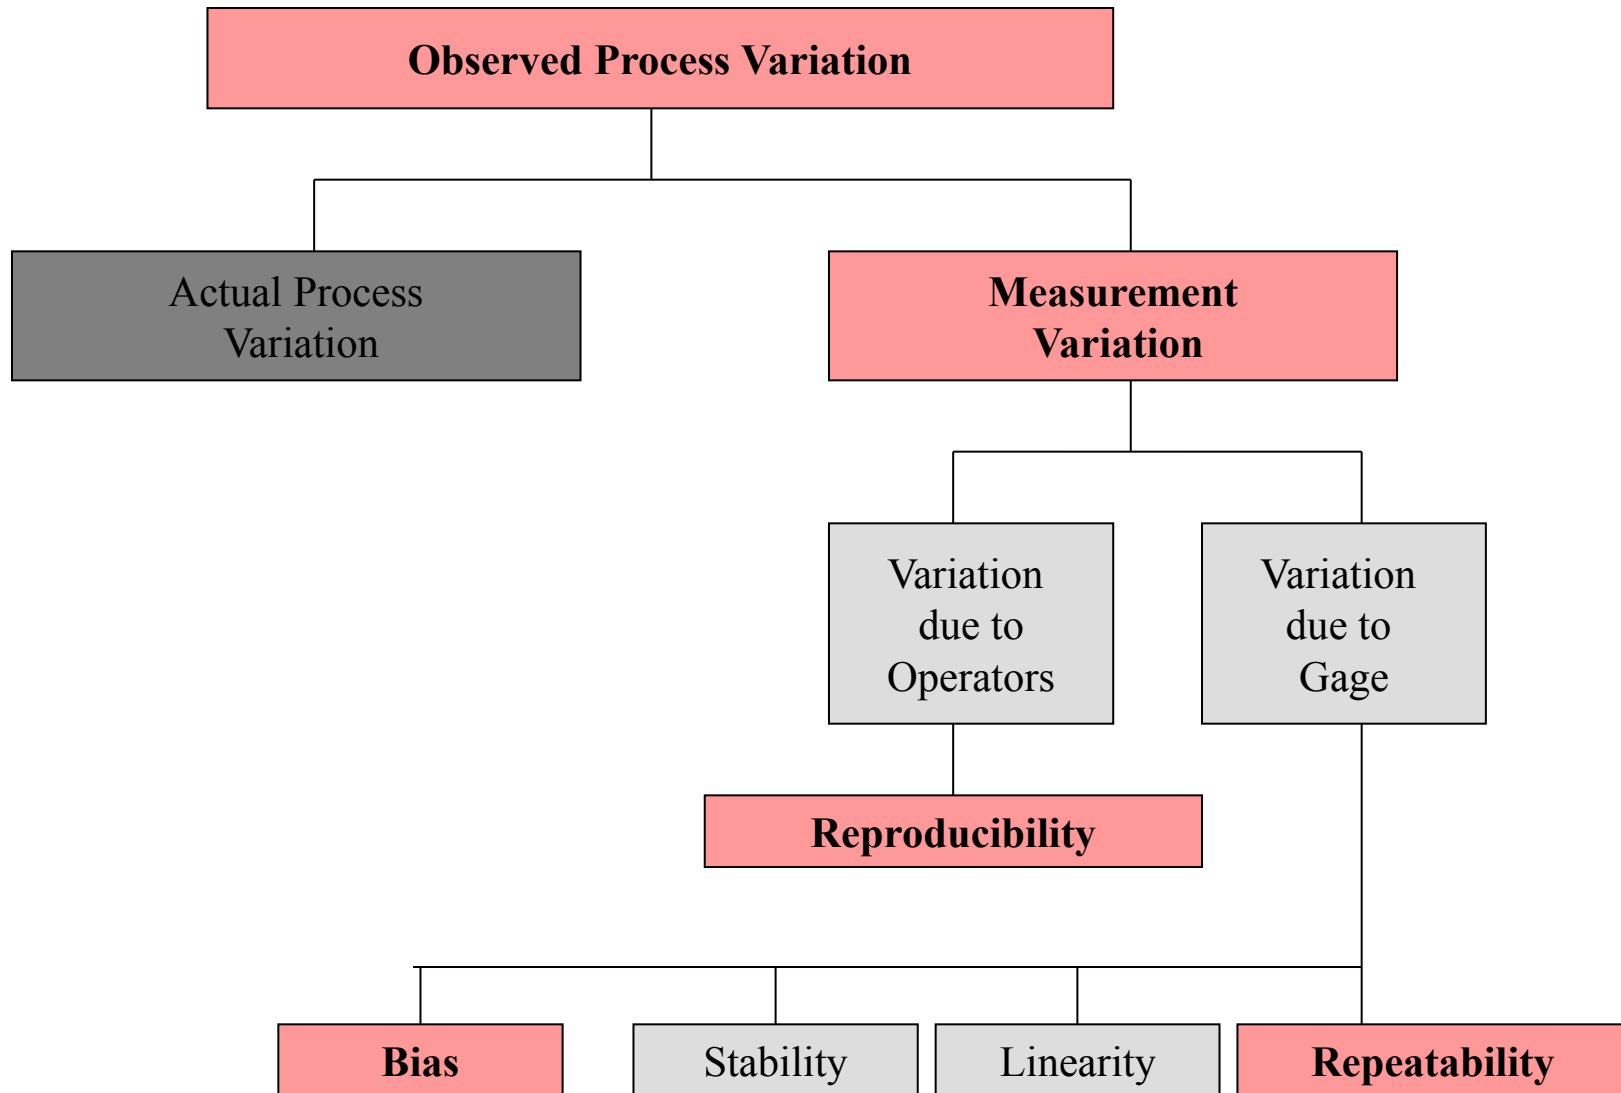 Observed Process Variation
Actual Process
Variation
Measurement
Variation
Variation
due to
Operators
Variation
due to
Gage
Reproducibility
Bias
Stability
Linearity
Repeatability